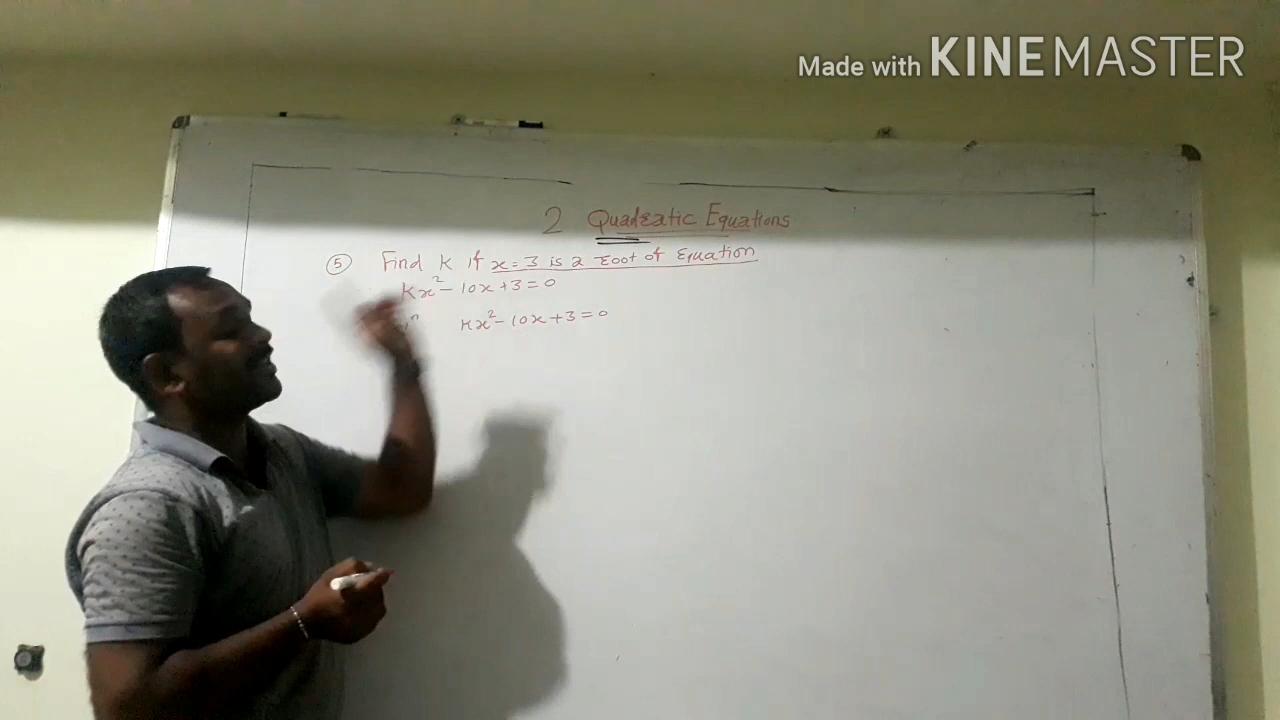 Made with KINEMASTER
2 Quadratic Equations
⑤ Find K if x = 3 is a root of Equation
Kx² - 10x + 3 = 0
Kx² - 10x + 3 = 0